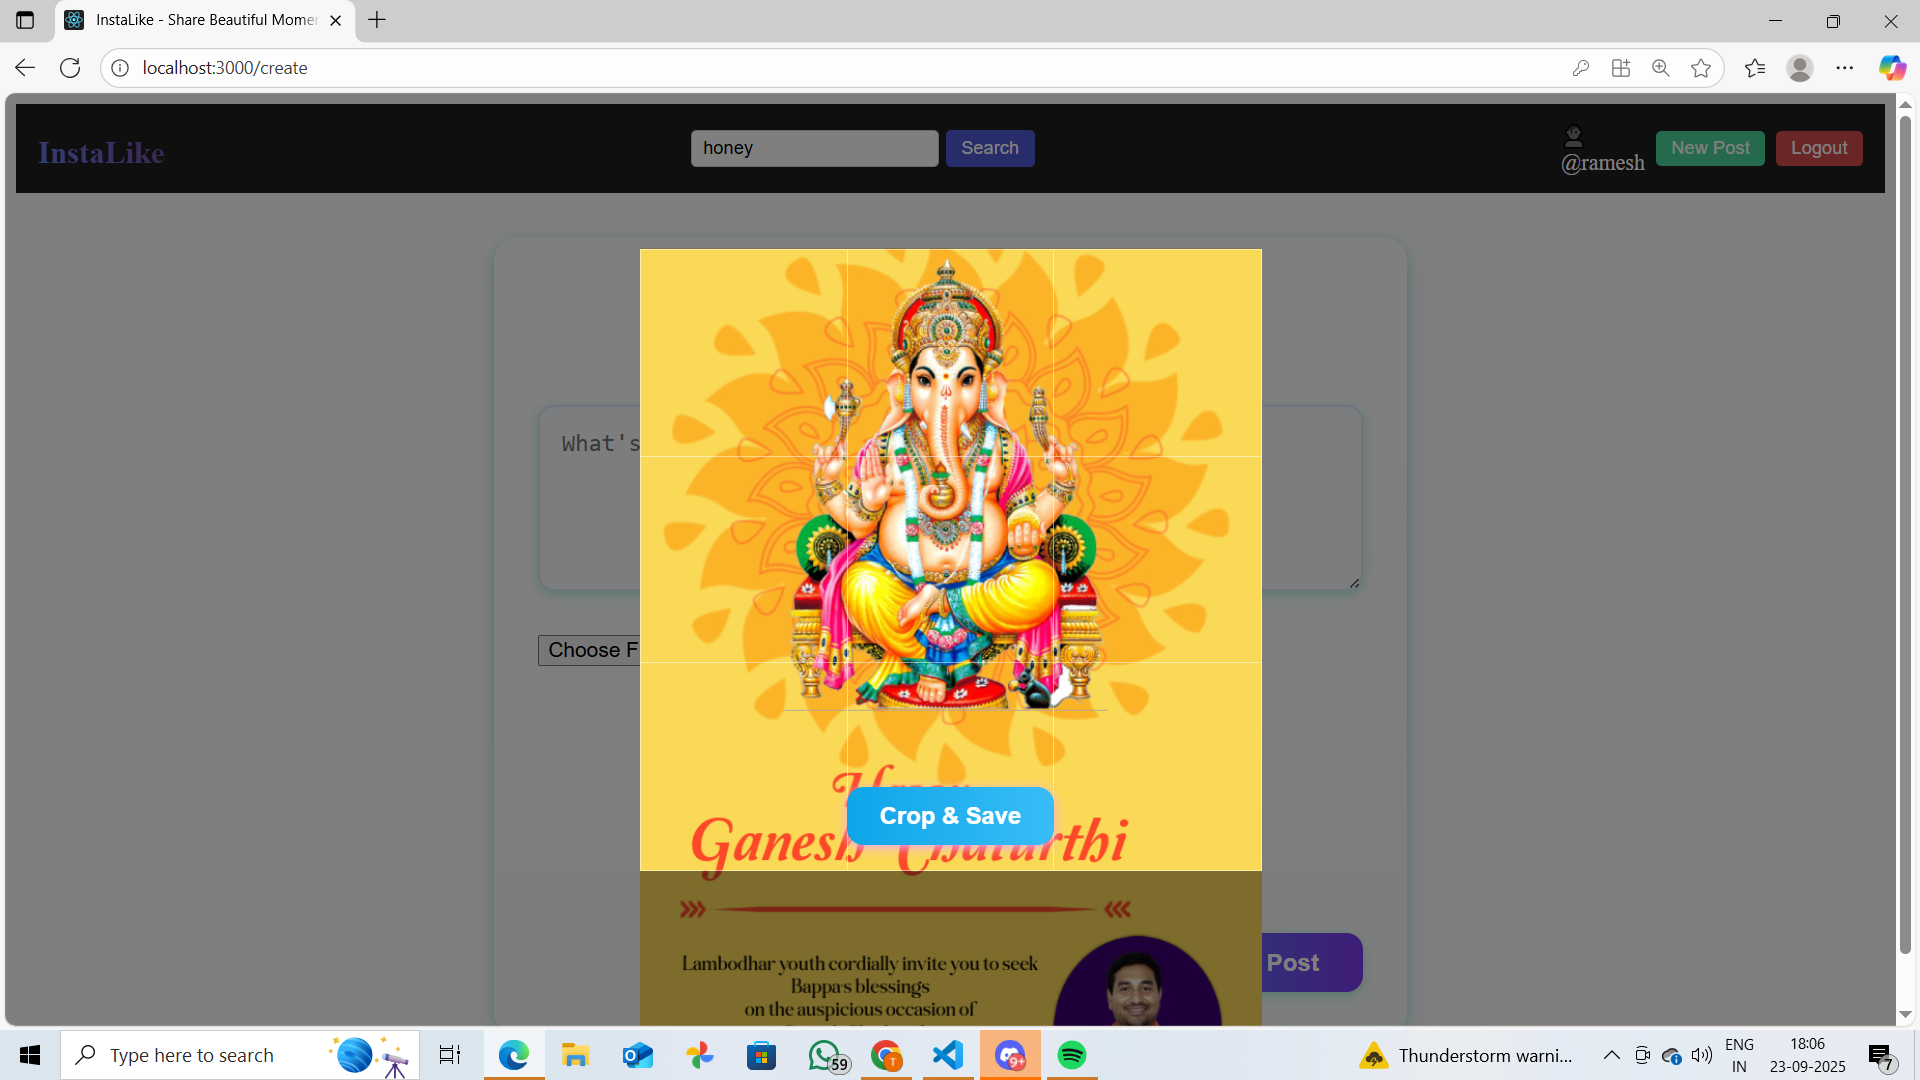 InstaLike - Share Beautiful Momen
localhost:3000/create
InstaLike
honey
Search
@ramesh
New Post
Logout
What's
Choose F
Happy
Crop & Save
Ganesh Chaturthi
Lambodhar youth cordially invite you to seek
Bappa's blessings
on the auspicious occasion of
Post
Type here to search
59
T
9+
Thunderstorm warni...
ENG
IN
18:06
23-09-2025
7